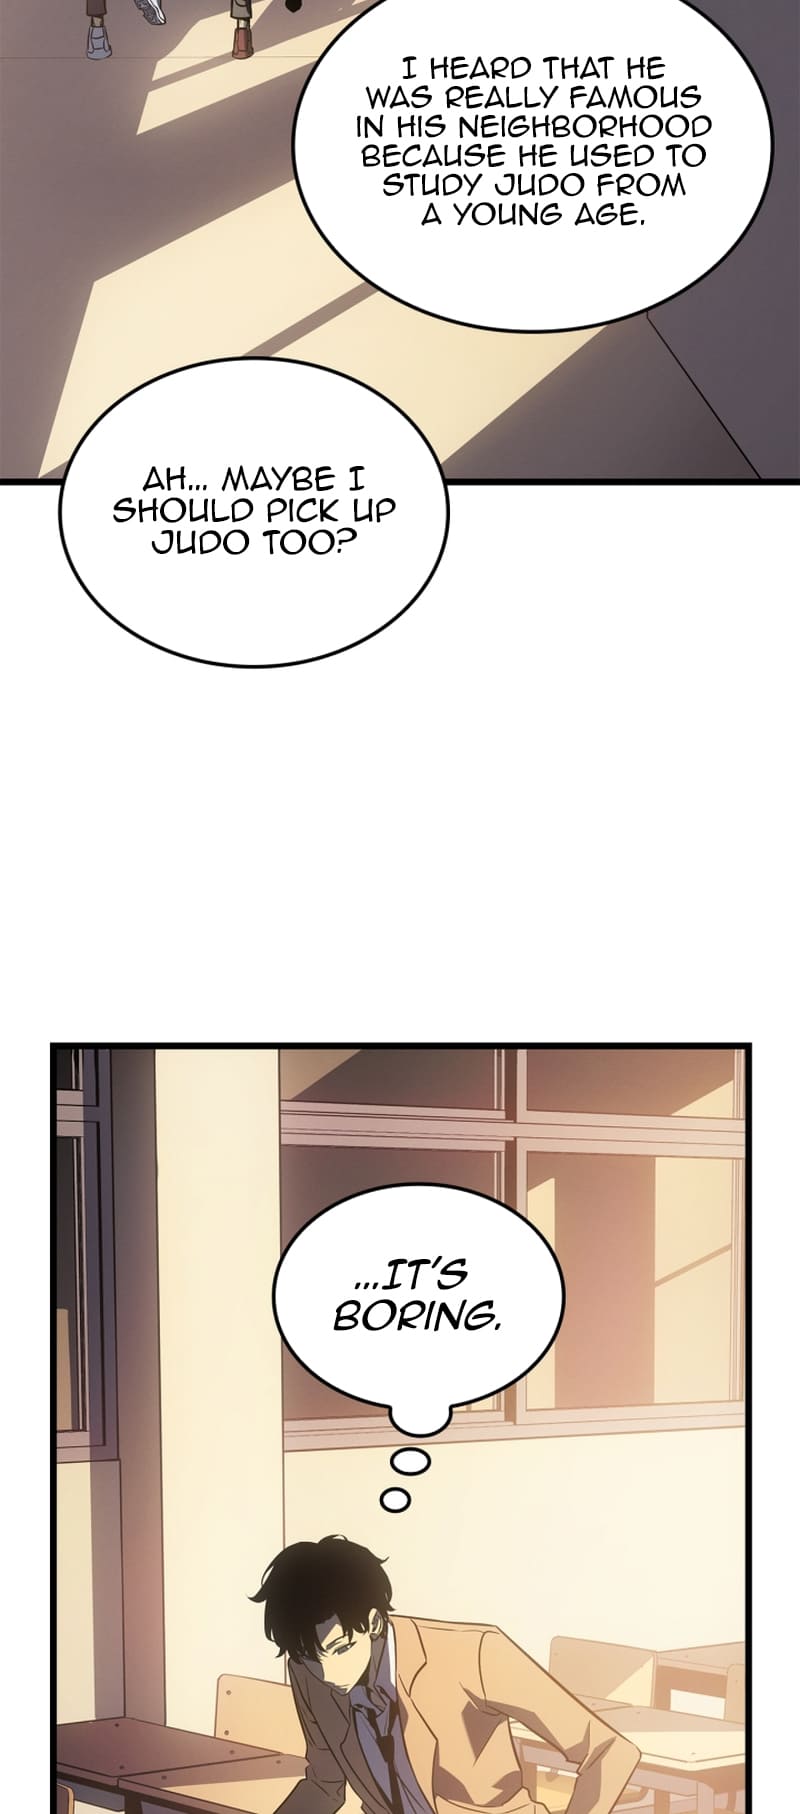 I HEARD THAT HE
WAS REALLY FAMOUS
IN HIS NEIGHBORHOOD
BECAUSE HE USED TO
STUDY JUDO FROM
A YOUNG AGE.
AH... MAYBE I
SHOULD PICK UP
JUDO TOO?
...IT'S
BORING.